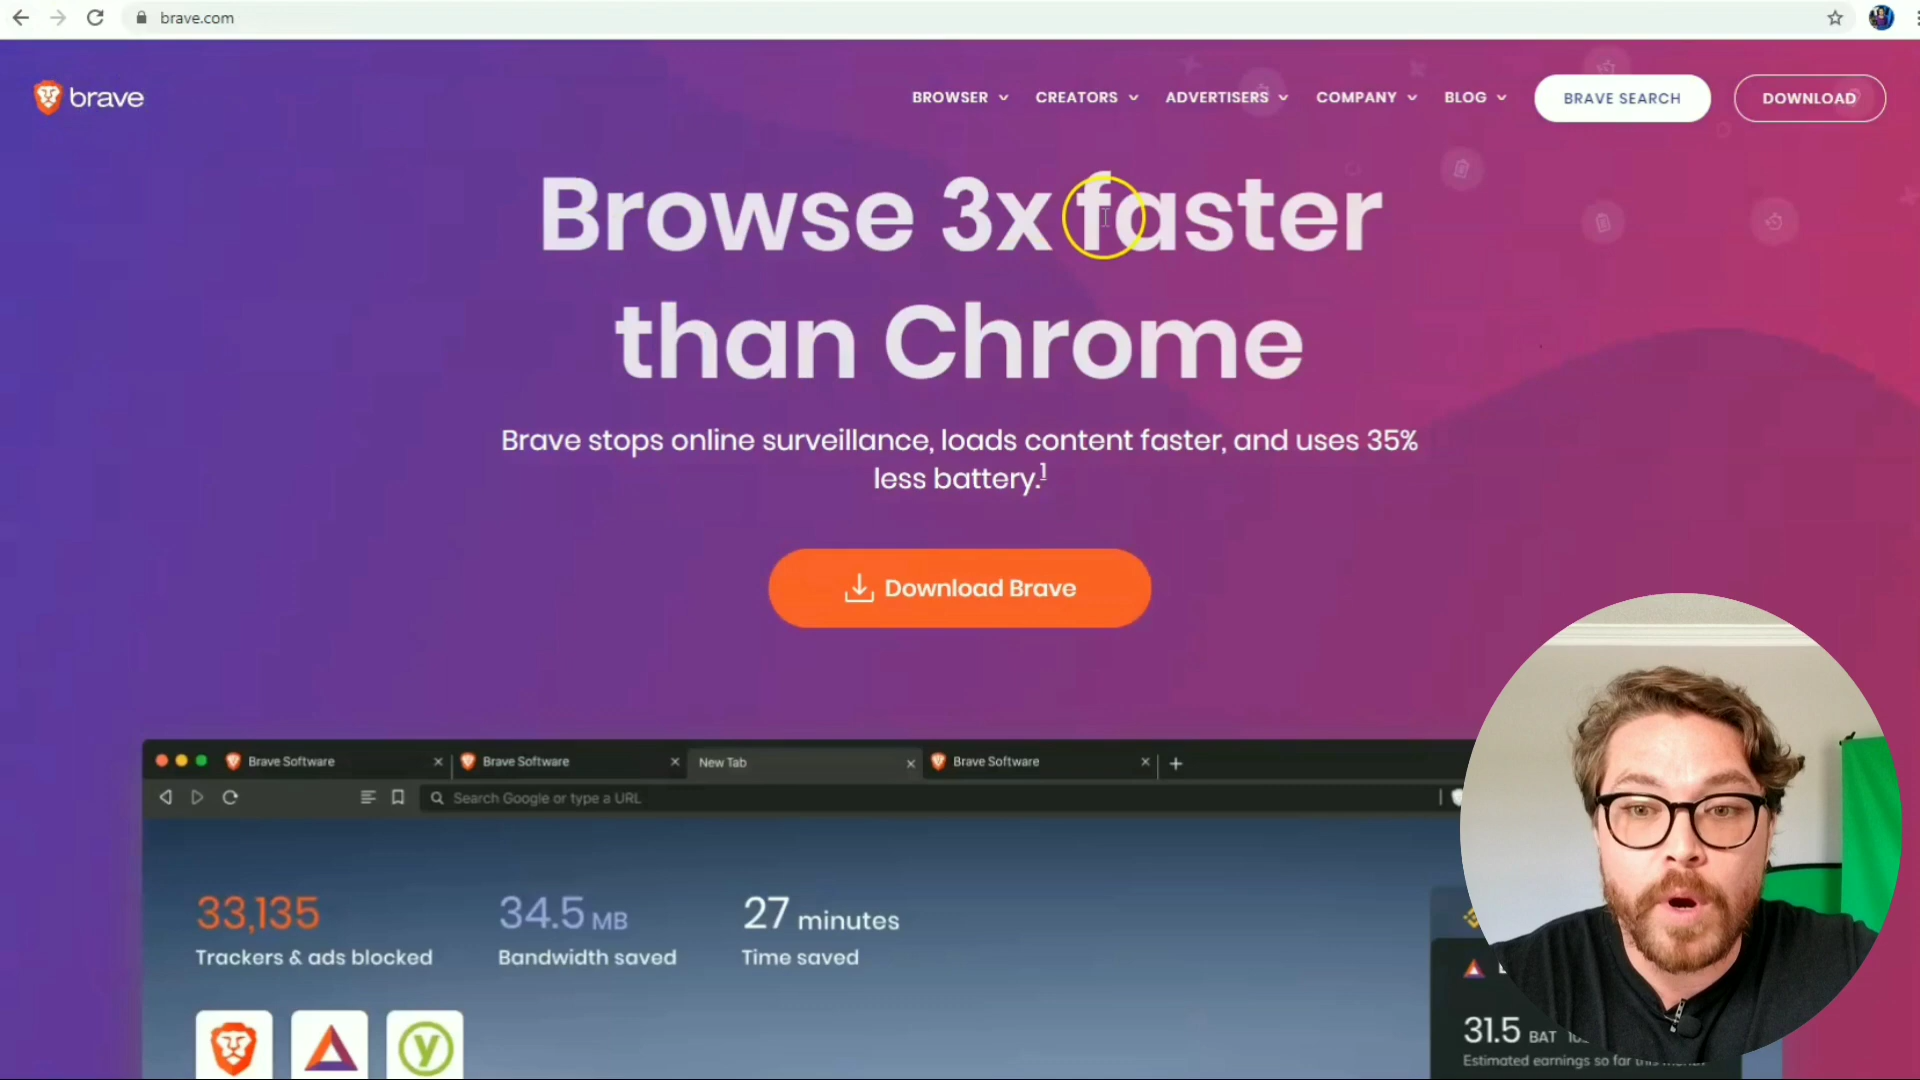 brave.com
brave
BROWSER
CREATORS
ADVERTISERS
COMPANY
BLOG
BRAVE SEARCH
DOWNLOAD
Browse 3x faster
than Chrome
Brave stops online surveillance, loads content faster, and uses 35%
less battery.1
Download Brave
Brave Software
Brave Software
New Tab
Brave Software
Search Google or type a URL
33,135
Trackers & ads blocked
34.5 MB
Bandwidth saved
27 minutes
Time saved
y
31.5 BAT
Estimated earnings so far